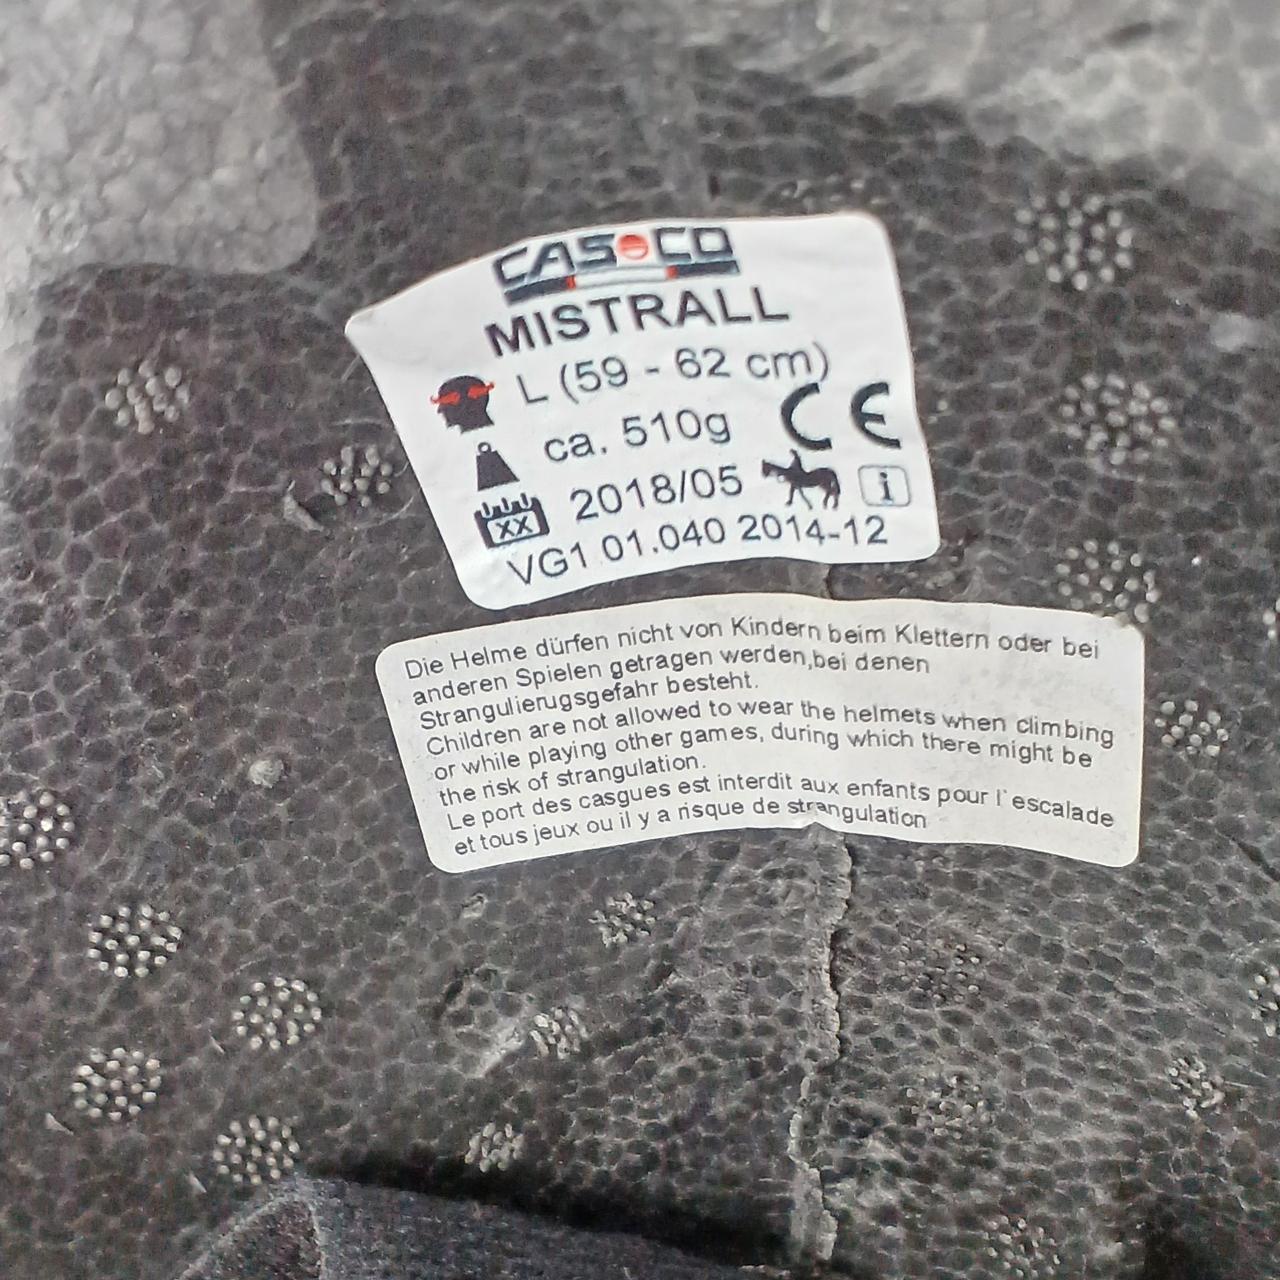 CASCO
MISTRALL
L (59 - 62 cm)
ca. 510g CE
XX 2018/05 i
VG1 01.040 2014-12
Die Helme dürfen nicht von Kindern beim Klettern oder bei
anderen Spielen getragen werden,bei denen
Strangulierugsgefahr besteht.
Children are not allowed to wear the helmets when climbing
or while playing other games, during which there might be
the risk of strangulation.
Le port des casgues est interdit aux enfants pour l'escalade
et tous jeux ou il y a risque de strangulation